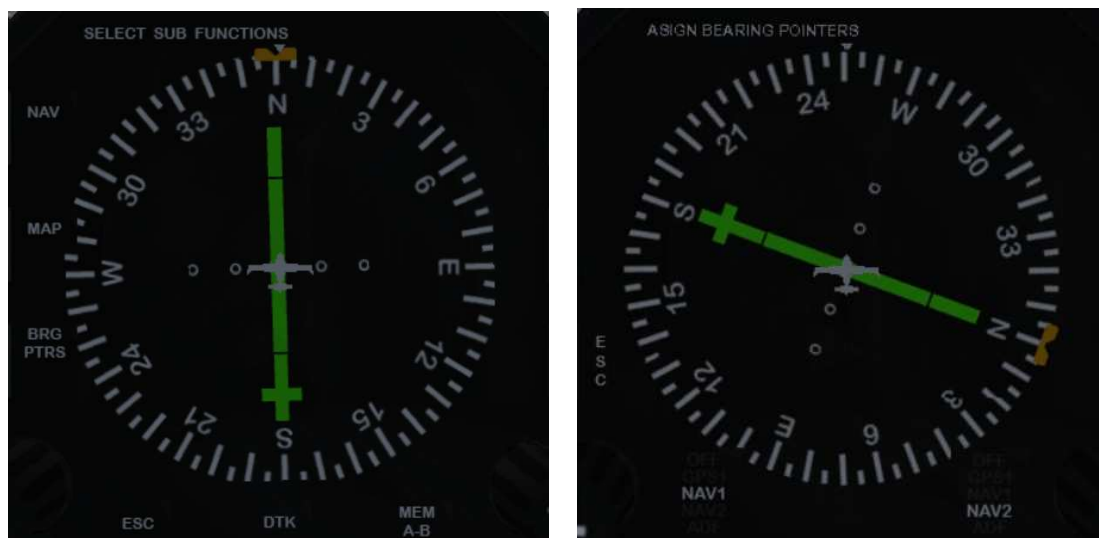 SELECT SUB FUNCTIONS
NAV
MAP
BRG
PTRS
N
3
6
E
12
15
S
21
24
W
30
33
ESC
DTK
MEM
A-B
ASIGN BEARING POINTERS
24
W
30
33
N
3
6
E
12
15
S
21
E
S
C
OFF
GPS1
NAV1
NAV2
ADF
OFF
GPS1
NAV1
NAV2
ADF